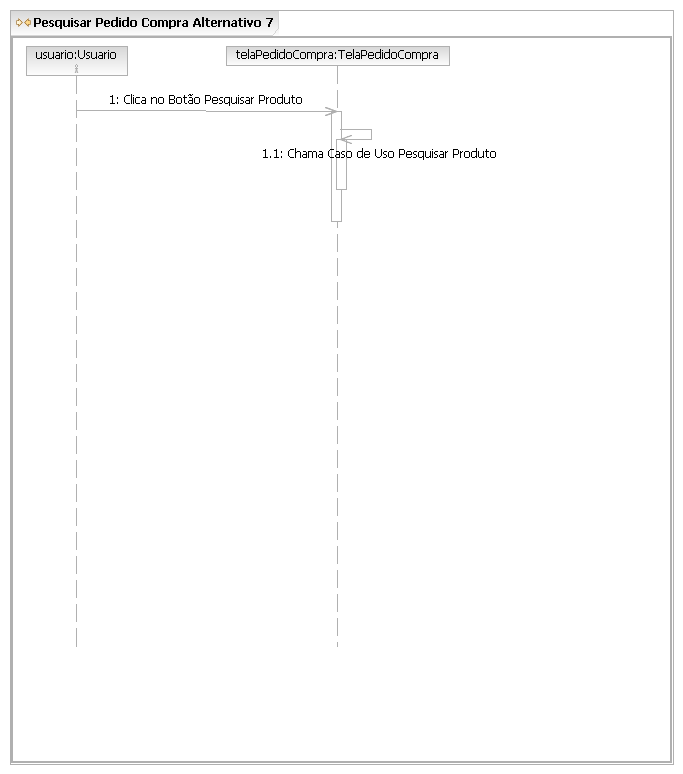 Pesquisar Pedido Compra Alternativo 7
usuario:Usuario
telaPedidoCompra:TelaPedidoCompra
1: Clica no Botão Pesquisar Produto
1.1: Chama Caso de Uso Pesquisar Produto